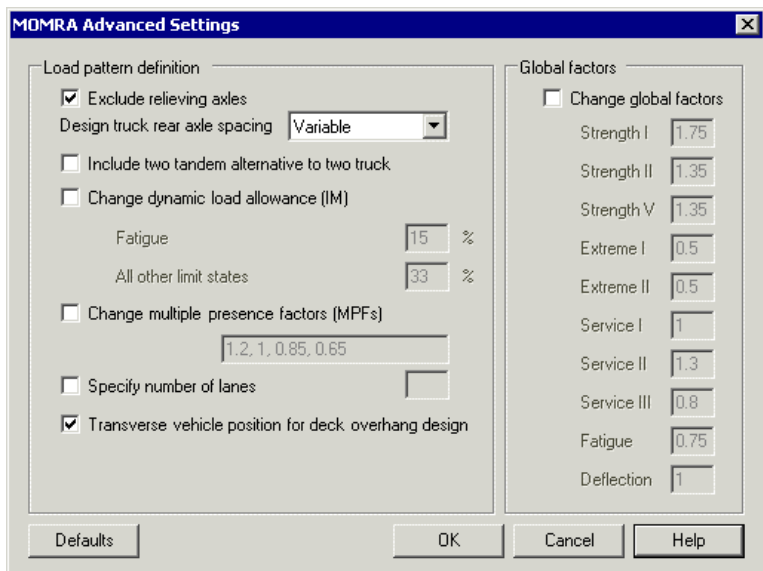 MOMRA Advanced Settings
Load pattern definition
Exclude relieving axles
Design truck rear axle spacing Variable
Include two tandem alternative to two truck
Change dynamic load allowance (IM)
Fatigue 15 %
All other limit states 33 %
Change multiple presence factors (MPFs)
1.2, 1, 0.85, 0.65
Specify number of lanes
Transverse vehicle position for deck overhang design
Global factors
Change global factors
Strength I 1.75
Strength II 1.35
Strength V 1.35
Extreme I 0.5
Extreme II 0.5
Service I 1
Service II 1.3
Service III 0.8
Fatigue 0.75
Deflection 1
Defaults OK Cancel Help